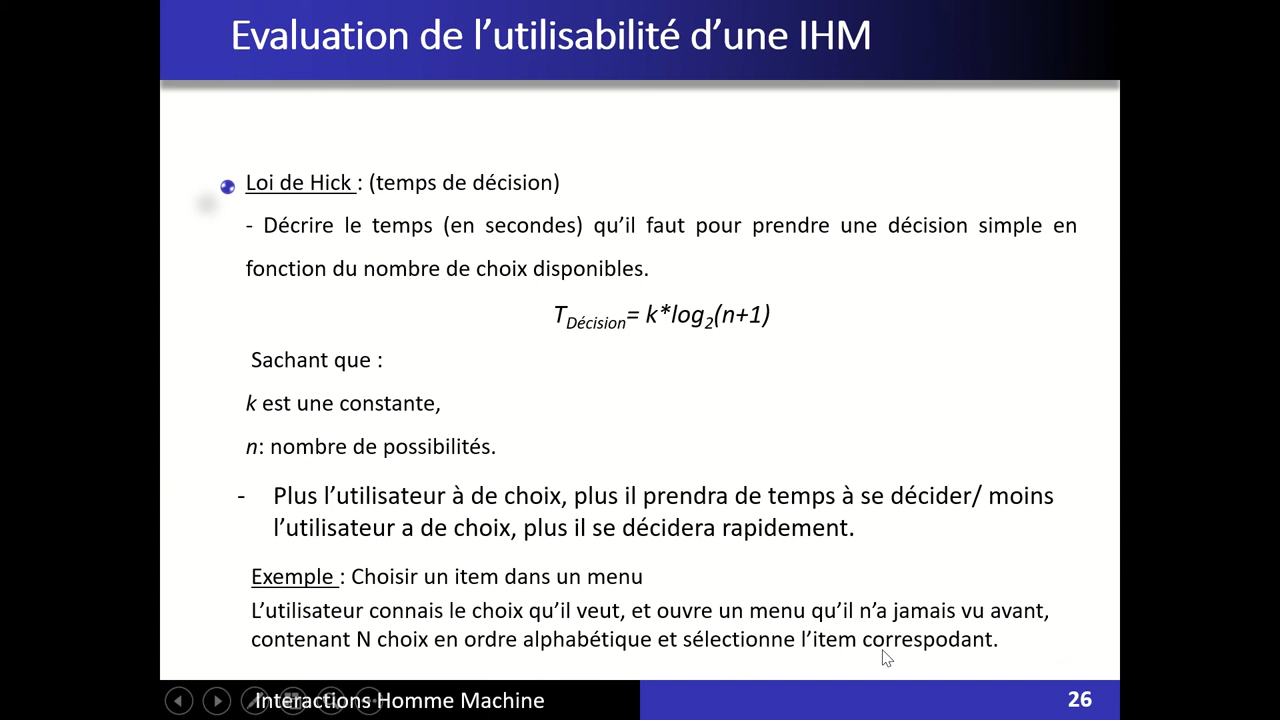 Evaluation de l'utilisabilité d'une IHM
Loi de Hick : (temps de décision)
- Décrire le temps (en secondes) qu'il faut pour prendre une décision simple en
fonction du nombre de choix disponibles.
T_Décision= k*log₂(n+1)
Sachant que :
k est une constante,
n: nombre de possibilités.
- Plus l'utilisateur à de choix, plus il prendra de temps à se décider/ moins
l'utilisateur a de choix, plus il se décidera rapidement.
Exemple : Choisir un item dans un menu
L'utilisateur connais le choix qu'il veut, et ouvre un menu qu'il n'a jamais vu avant,
contenant N choix en ordre alphabétique et sélectionne l'item correspodant.
Interactions Homme Machine
26